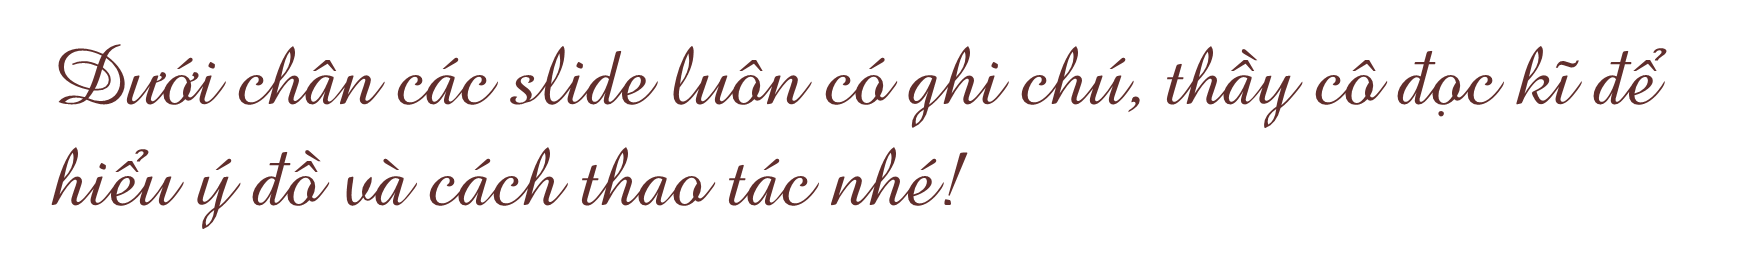 Dưới chân các slide luôn có ghi chú, thầy cô đọc kĩ để
hiểu ý đồ và cách thao tác nhé!